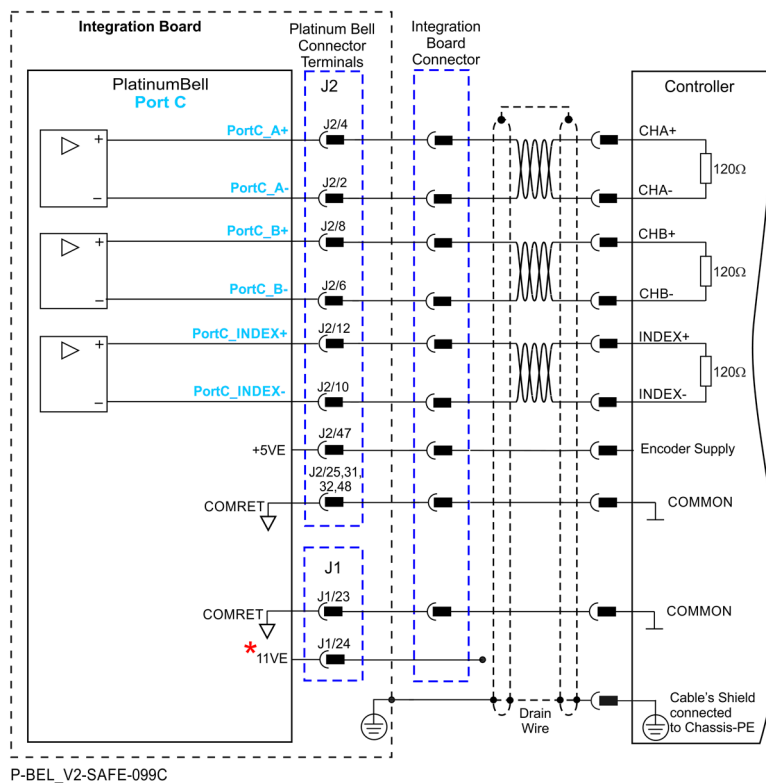 Integration Board
Platinum Bell
Connector
Terminals
Integration
Board
Connector
PlatinumBell
Port C
J2
Controller
PortC_A+
J2/4
CHA+
+
120Ω
PortC_A-
J2/2
CHA-
–
PortC_B+
J2/8
CHB+
+
120Ω
PortC_B-
J2/6
CHB-
–
PortC_INDEX+
J2/12
INDEX+
+
120Ω
PortC_INDEX-
J2/10
INDEX-
–
+5VE
J2/47
Encoder Supply
J2/25,31,
32,48
COMRET
COMMON
J1
J1/23
COMRET
COMMON
J1/24
*11VE
Drain
Wire
Cable's Shield
connected
to Chassis-PE
P-BEL_V2-SAFE-099C